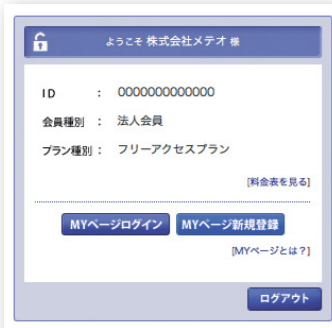 ようこそ 株式会社メテオ 様
ID : 0000000000000
会員種別 : 法人会員
プラン種別 : フリーアクセスプラン
[料金表を見る]
MYページログイン MYページ新規登録
[MYページとは?]
ログアウト